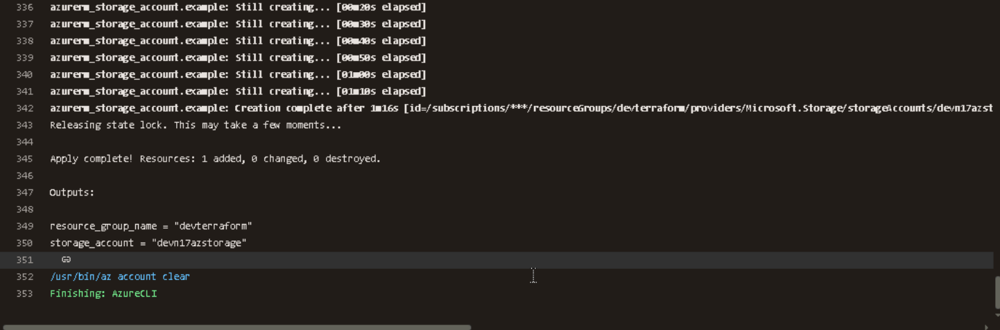 336 azurerm_storage_account.example: Still creating... [00m20s elapsed]
337 azurerm_storage_account.example: Still creating... [00m30s elapsed]
338 azurerm_storage_account.example: Still creating... [00m40s elapsed]
339 azurerm_storage_account.example: Still creating... [00m50s elapsed]
340 azurerm_storage_account.example: Still creating... [01m00s elapsed]
341 azurerm_storage_account.example: Still creating... [01m10s elapsed]
342 azurerm_storage_account.example: Creation complete after 1m16s [id=/subscriptions/***/resourceGroups/devterraform/providers/Microsoft.Storage/storageAccounts/devn17azst
343 Releasing state lock. This may take a few moments...
344
345 Apply complete! Resources: 1 added, 0 changed, 0 destroyed.
346
347 Outputs:
348
349 resource_group_name = "devterraform"
350 storage_account = "devn17azstorage"
351
352 /usr/bin/az account clear
353 Finishing: AzureCLI